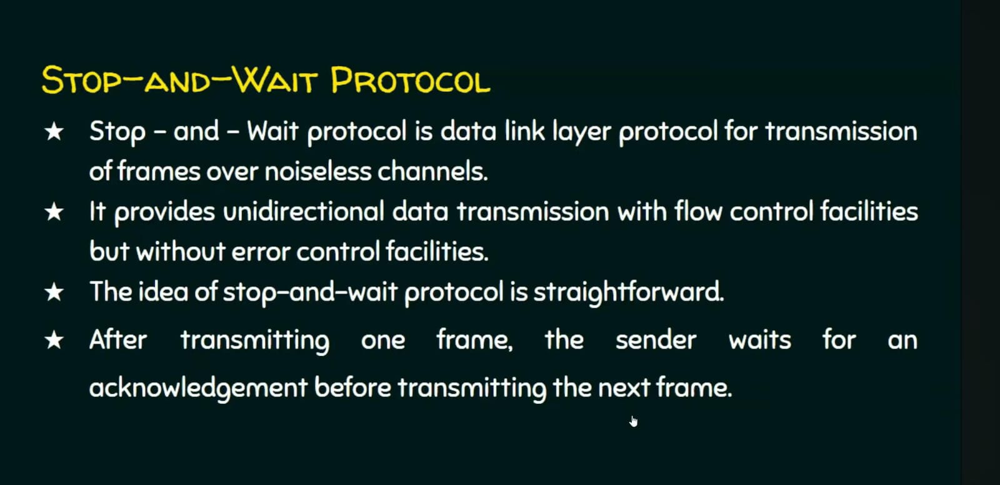 Stop-and-Wait Protocol
★ Stop – and – Wait protocol is data link layer protocol for transmission
of frames over noiseless channels.
★ It provides unidirectional data transmission with flow control facilities
but without error control facilities.
★ The idea of stop-and-wait protocol is straightforward.
★ After transmitting one frame, the sender waits for an
acknowledgement before transmitting the next frame.